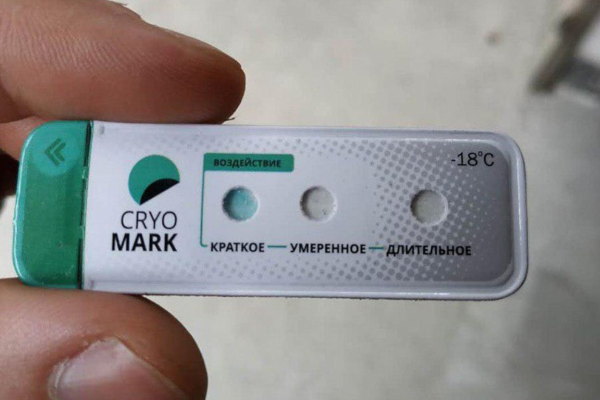 ВОЗДЕЙСТВИЕ
-18°C
CRYO
MARK
КРАТКОЕ — УМЕРЕННОЕ — ДЛИТЕЛЬНОЕ